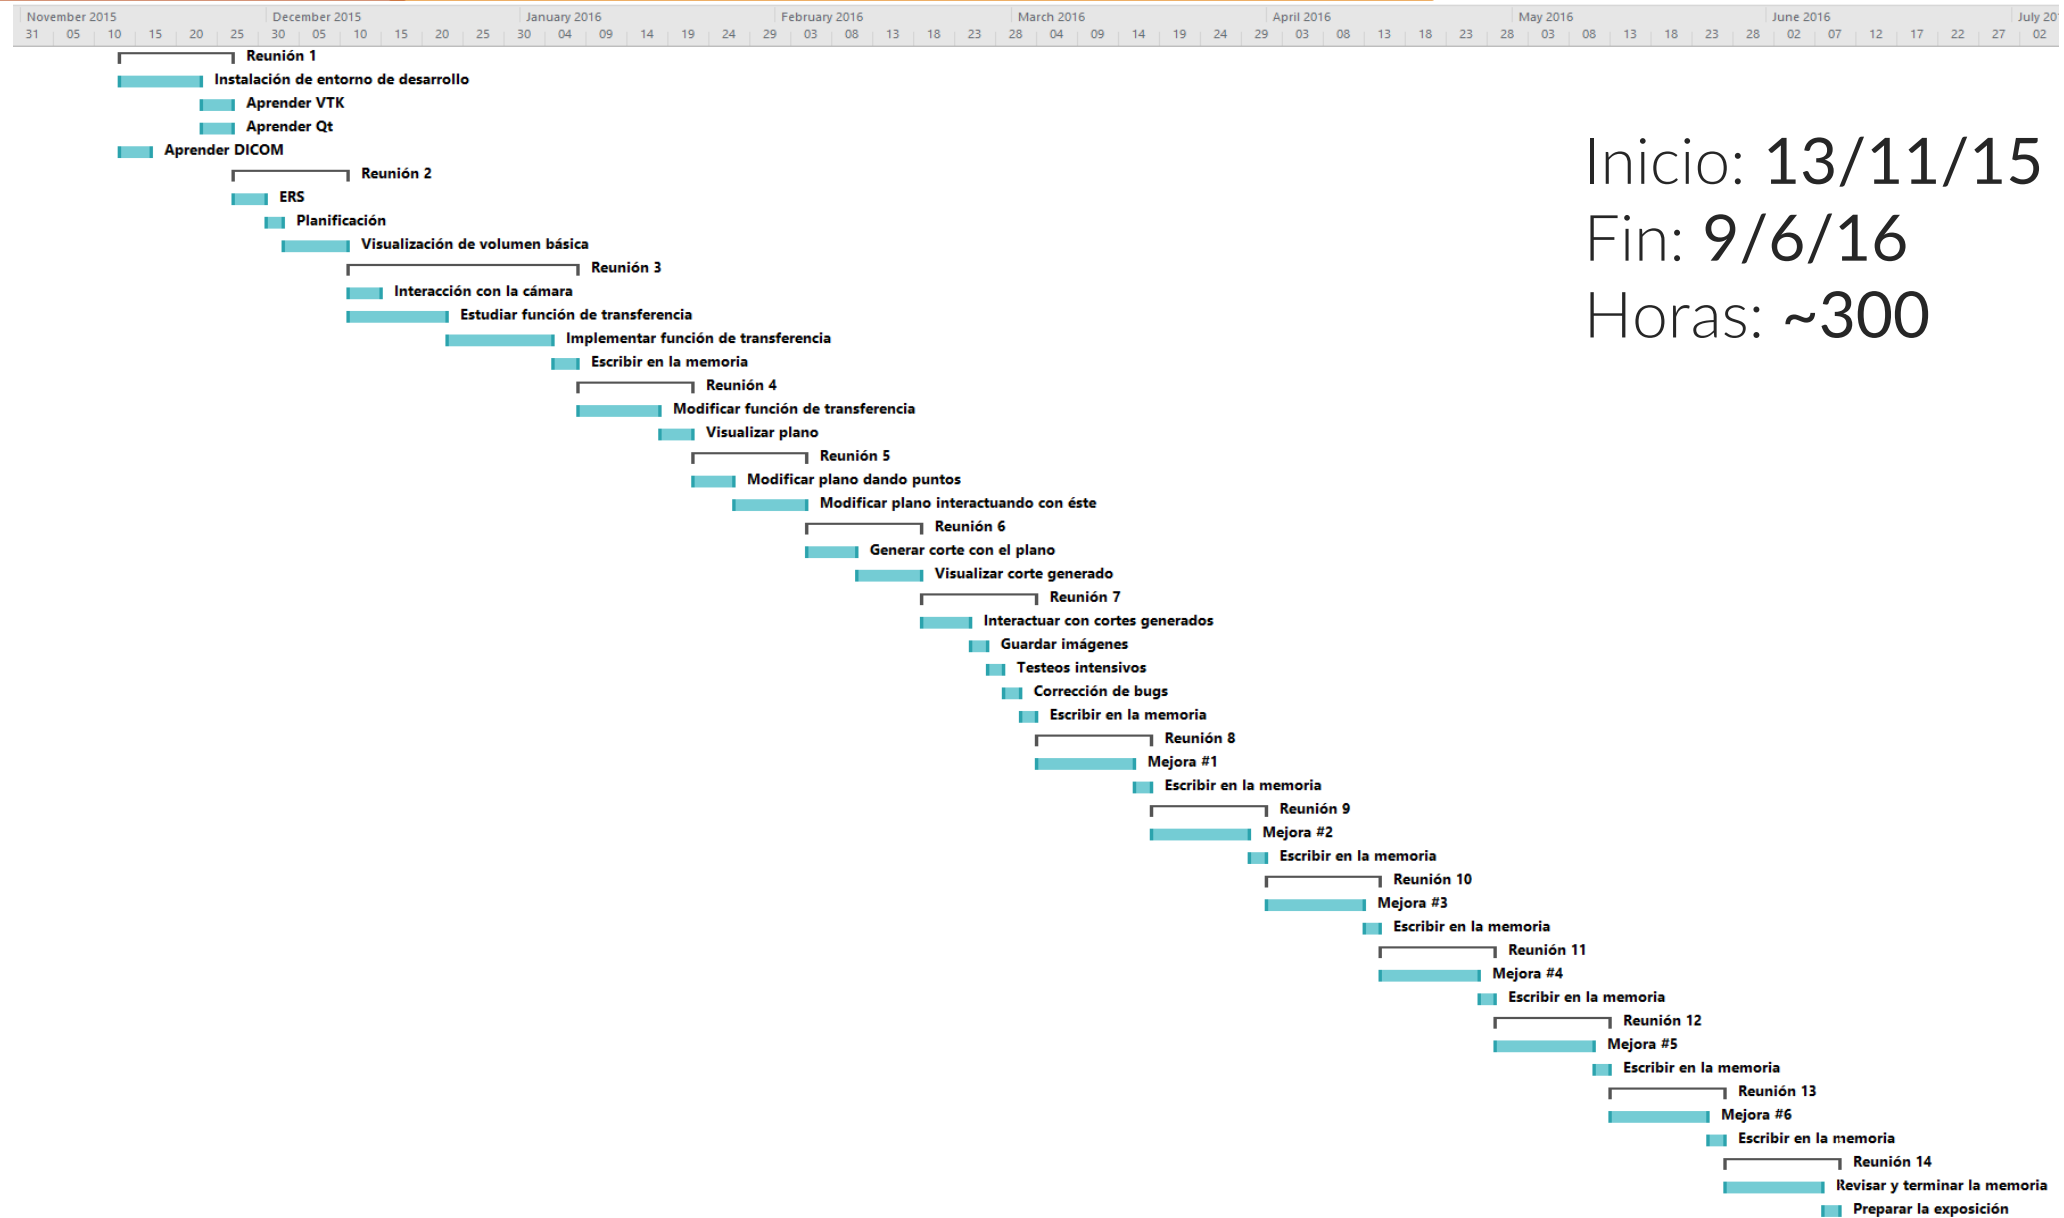 November 2015 December 2015 January 2016 February 2016 March 2016 April 2016 May 2016 June 2016 July 20
31 05 10 15 20 25 30 05 10 15 20 25 30 04 09 14 19 24 29 03 08 13 18 23 28 04 09 14 19 24 29 03 08 13 18 23 28 03 08 13 18 23 28 02 07 12 17 22 27 02
Reunión 1
Instalación de entorno de desarrollo
Aprender VTK
Aprender Qt
Aprender DICOM
Inicio: 13/11/15
Fin: 9/6/16
Horas: ~300
Reunión 2
ERS
Planificación
Visualización de volumen básica
Reunión 3
Interacción con la cámara
Estudiar función de transferencia
Implementar función de transferencia
Escribir en la memoria
Reunión 4
Modificar función de transferencia
Visualizar plano
Reunión 5
Modificar plano dando puntos
Modificar plano interactuando con éste
Reunión 6
Generar corte con el plano
Visualizar corte generado
Reunión 7
Interactuar con cortes generados
Guardar imágenes
Testeos intensivos
Corrección de bugs
Escribir en la memoria
Reunión 8
Mejora #1
Escribir en la memoria
Reunión 9
Mejora #2
Escribir en la memoria
Reunión 10
Mejora #3
Escribir en la memoria
Reunión 11
Mejora #4
Escribir en la memoria
Reunión 12
Mejora #5
Escribir en la memoria
Reunión 13
Mejora #6
Escribir en la memoria
Reunión 14
Revisar y terminar la memoria
Preparar la exposición